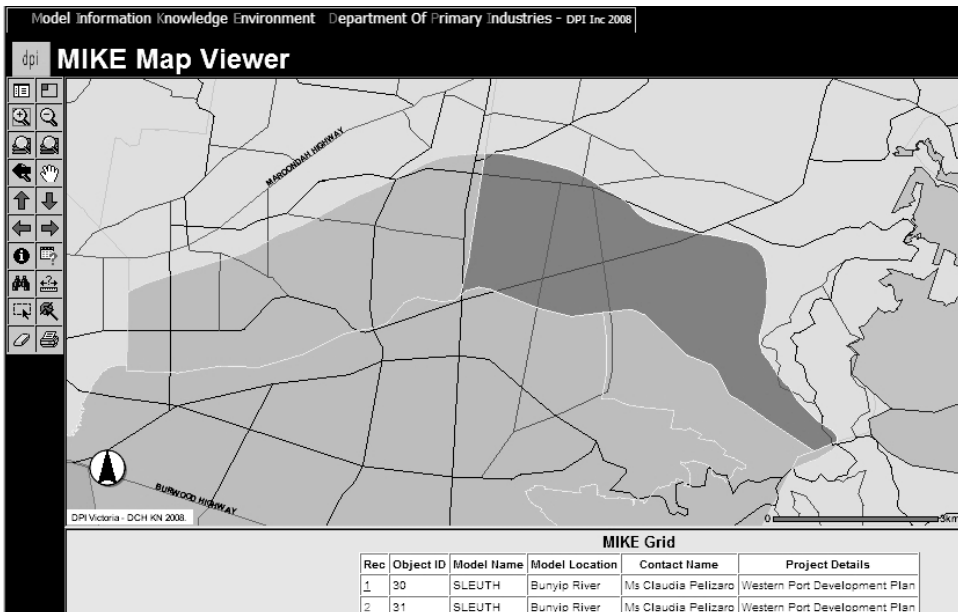 Model Information Knowledge Environment Department Of Primary Industries - DPI Inc 2008
dpi MIKE Map Viewer
MAROONDAH HIGHWAY
BURWOOD HIGHWAY
DPI Victoria - DCH KN 2008.
0 3km
MIKE Grid
Rec Object ID Model Name Model Location Contact Name Project Details
1 30 SLEUTH Bunyip River Ms Claudia Pelizaro Western Port Development Plan
2 31 SLEUTH Bunyip River Ms Claudia Pelizaro Western Port Development Plan